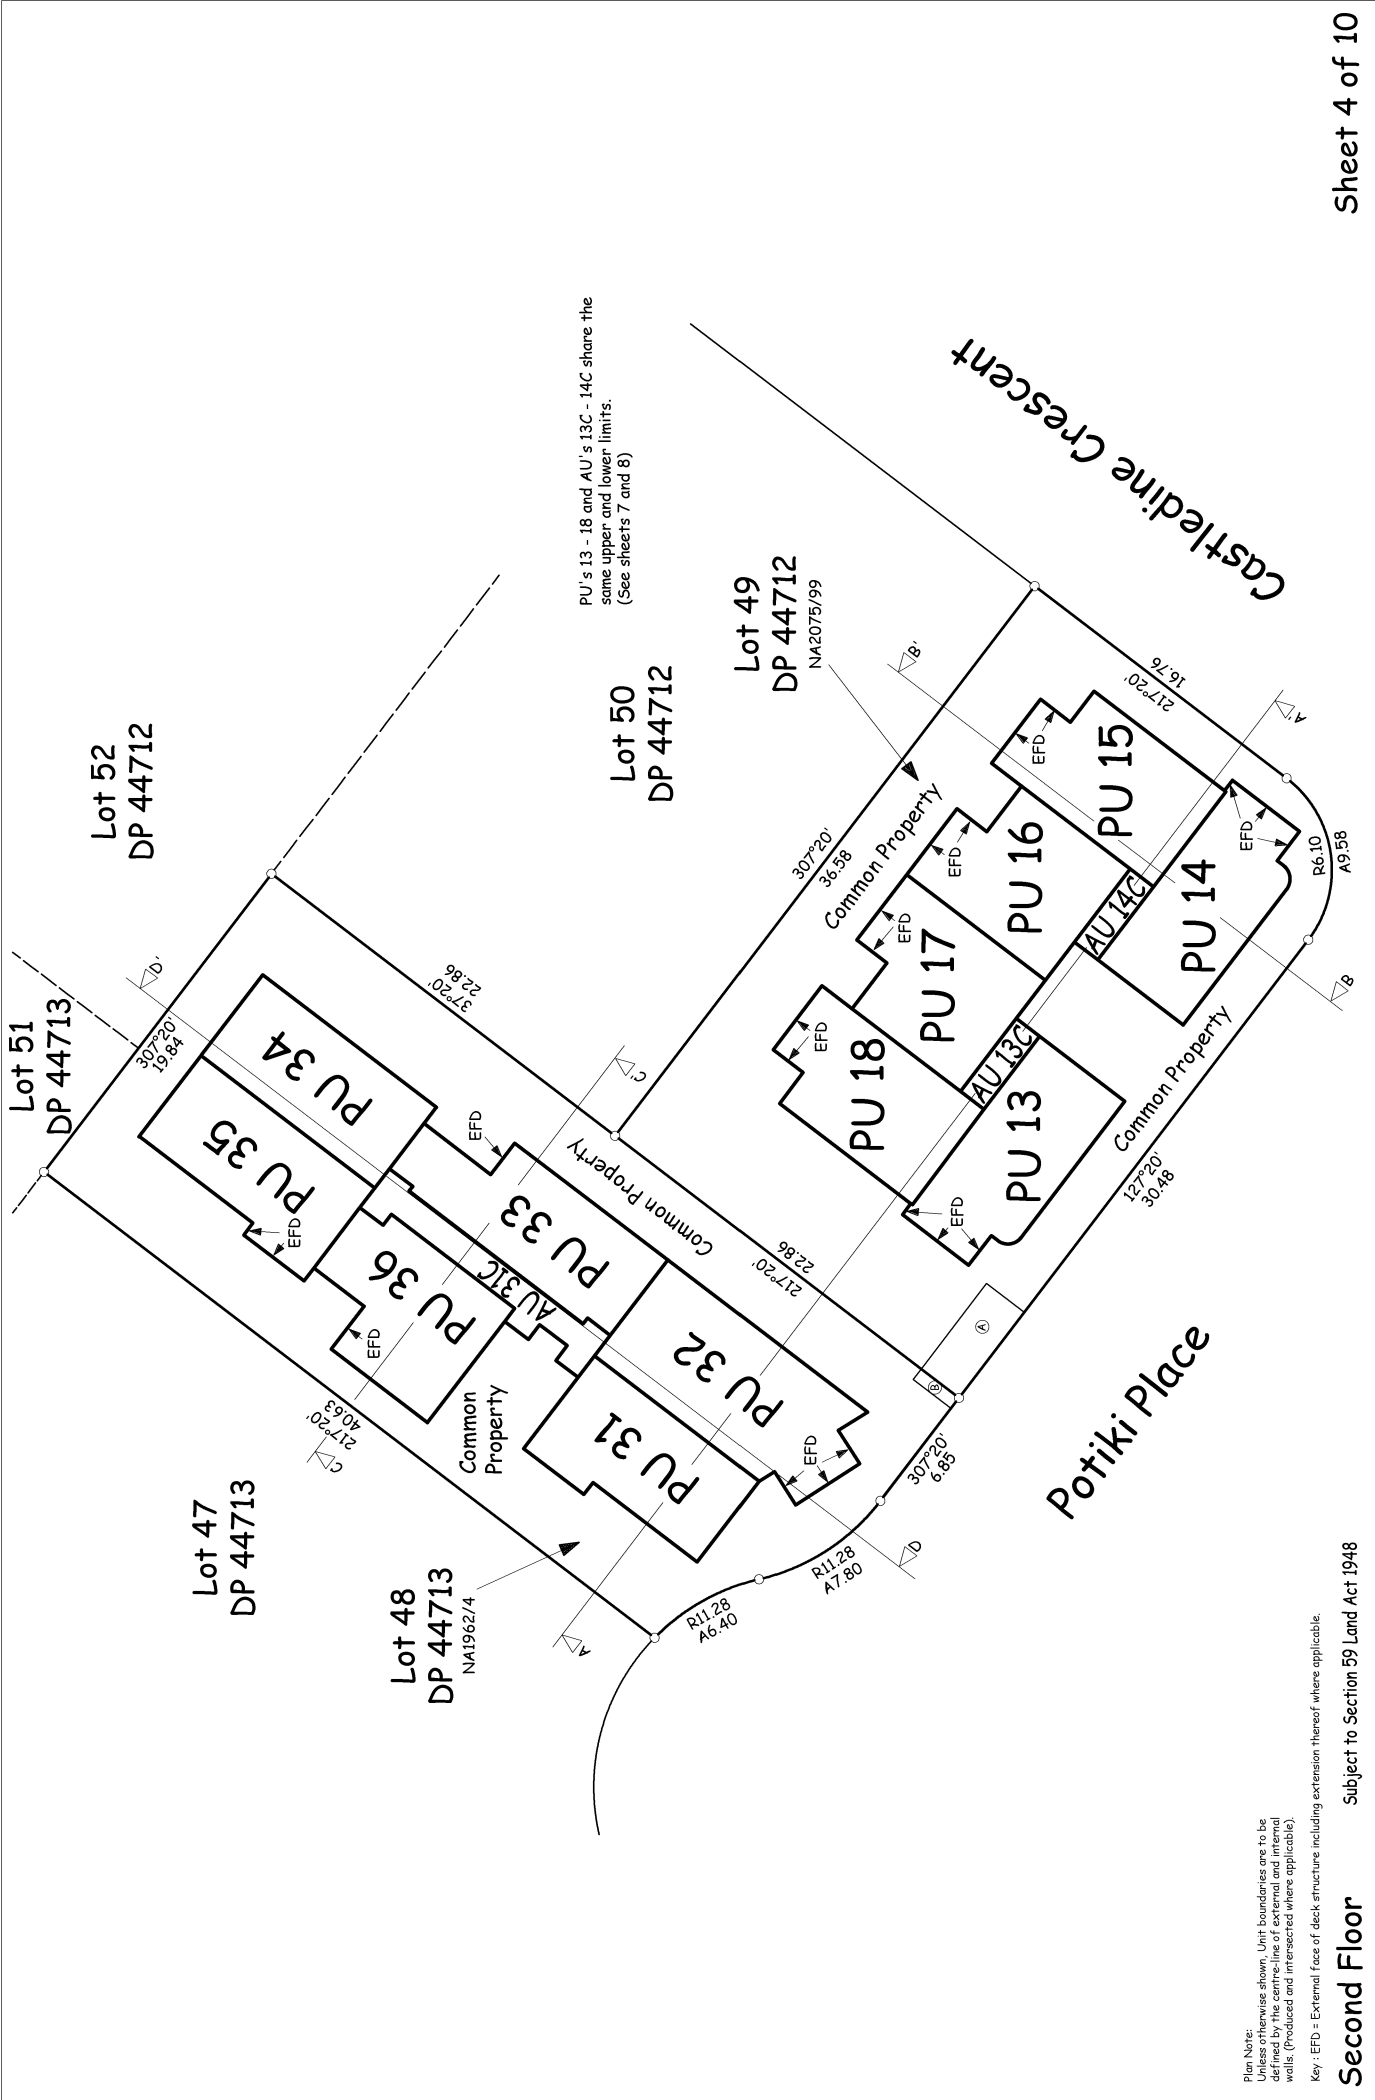 Lot 51
DP 44713
Lot 52
DP 44712
D'
307°20'
19.84
PU 34
PU 35
EFD
PU 36
EFD
AU 31C
PU 33
EFD
37°20'
22.86
C'
Common Property
217°20'
22.86
PU 32
EFD
PU 31
Common
Property
217°20'
40.63
C
Lot 47
DP 44713
Lot 48
DP 44713
NA1962/4
A
R11.28
A6.40
R11.28
A7.80
D
307°20'
6.85
Potiki Place
PU's 13 - 18 and AU's 13C - 14C share the
same upper and lower limits.
(See sheets 7 and 8)
Lot 50
DP 44712
Lot 49
DP 44712
NA2075/99
B'
307°20'
36.58
Common Property
Castledine Crescent
217°20'
16.76
A'
EFD
PU 15
EFD
PU 16
EFD
PU 17
EFD
PU 18
AU 14C
PU 14
EFD
AU 13C
PU 13
EFD
R6.10
A9.58
B
Common Property
127°20'
30.48
A
B
Plan Note:
Unless otherwise shown, Unit boundaries are to be
defined by the centre-line of external and internal
walls. (Produced and intersected where applicable).
Key : EFD = External face of deck structure including extension thereof where applicable.
Second Floor
Subject to Section 59 Land Act 1948
Sheet 4 of 10